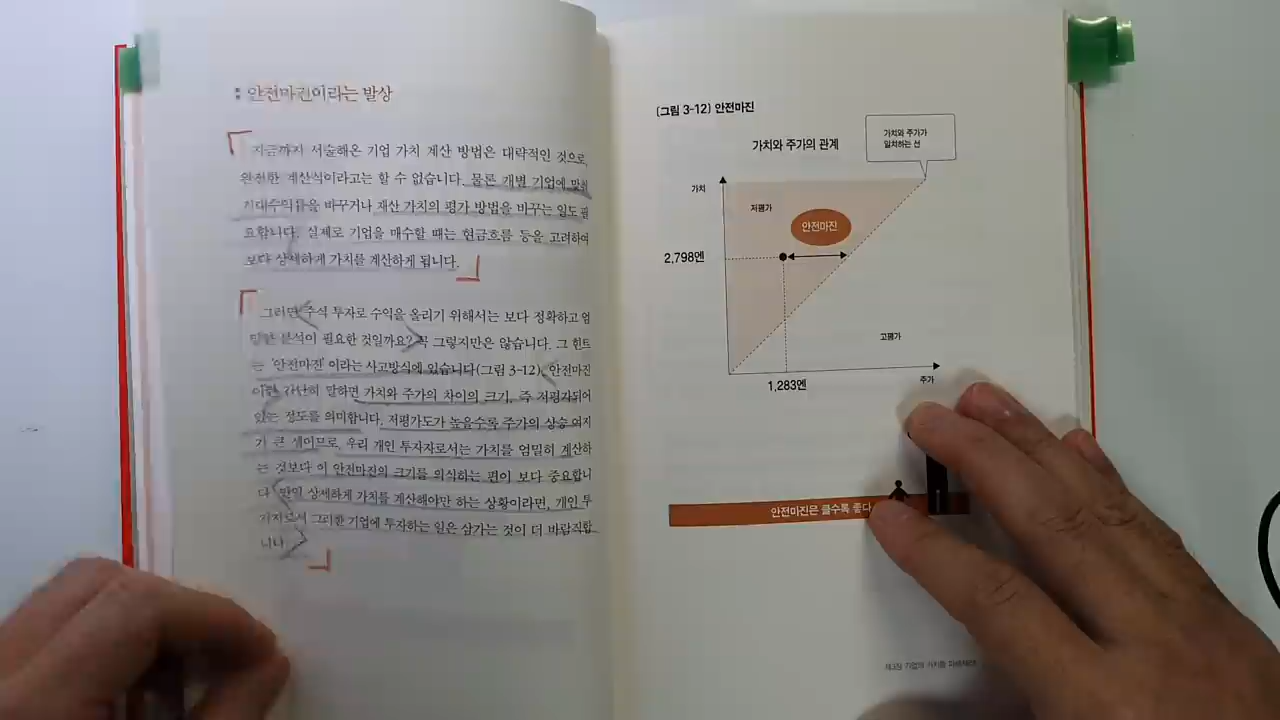 안전마진이라는 발상
지금까지 서술해온 기업 가치 계산 방법은 대략적인 것으로,
완전한 계산식이라고는 할 수 없습니다. 물론 개별 기업에 맞춰
기대수익률을 바꾸거나 재산 가치의 평가 방법을 바꾸는 일도 필
요합니다. 실제로 기업을 매수할 때는 현금흐름 등을 고려하여
보다 상세하게 가치를 계산하게 됩니다.
그러면 주식 투자로 수익을 올리기 위해서는 보다 정확하고 엄
밀한 분석이 필요한 것일까요? 꼭 그렇지만은 않습니다. 그 힌트
는 '안전마진' 이라는 사고방식에 있습니다(그림 3-12). 안전마진
이란 간단히 말하면 가치와 주가의 차이의 크기, 즉 저평가되어
있는 정도를 의미합니다. 저평가도가 높을수록 주가의 상승 여지
가 큰 셈이므로, 우리 개인 투자자로서는 가치를 엄밀히 계산하
는 것보다 이 안전마진의 크기를 의식하는 편이 보다 중요합니
다. 만일 상세하게 가치를 계산해야만 하는 상황이라면, 개인 투
자자로서 그러한 기업에 투자하는 일은 삼가는 것이 더 바람직합
니다.
(그림 3-12) 안전마진
가치와 주가의 관계
가치와 주가가
일치하는 선
가치
저평가
안전마진
2,798엔
고평가
1,283엔
주가
안전마진은 클수록 좋다
제3장 기업의 가치를